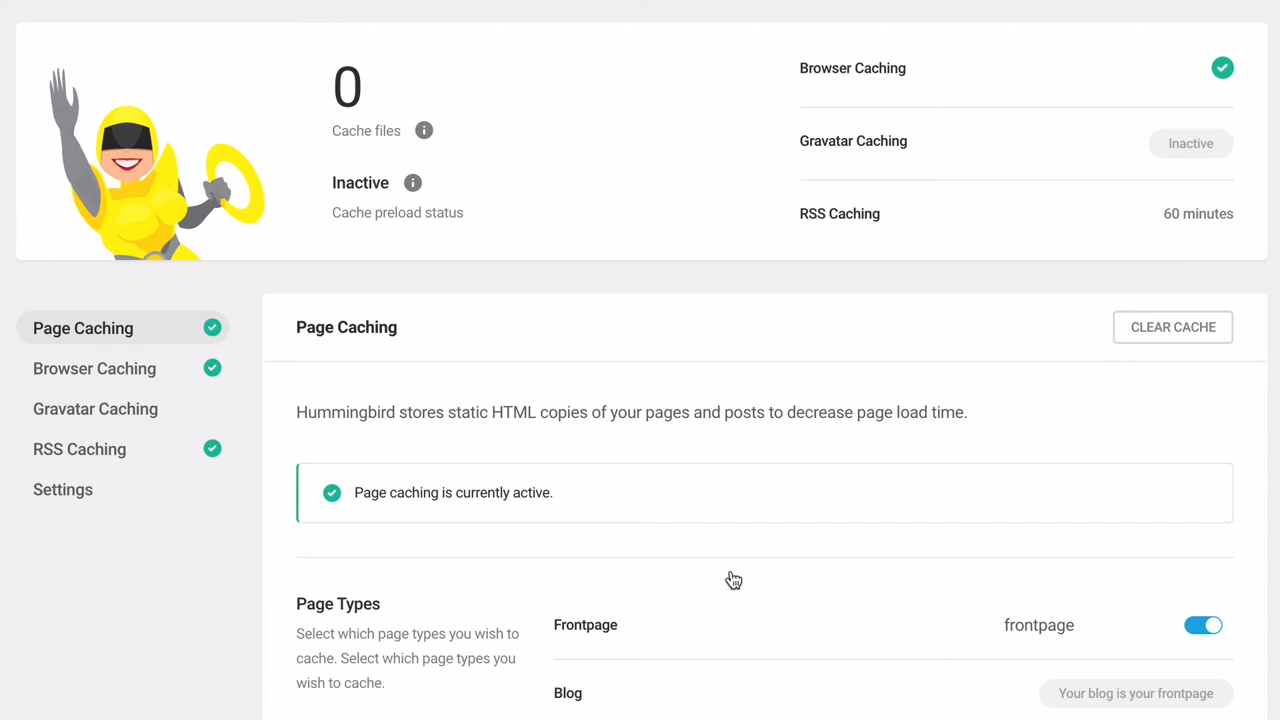 0
Cache files
Inactive
Cache preload status
Browser Caching
Gravatar Caching
Inactive
RSS Caching
60 minutes
Page Caching
Browser Caching
Gravatar Caching
RSS Caching
Settings
Page Caching
CLEAR CACHE
Hummingbird stores static HTML copies of your pages and posts to decrease page load time.
Page caching is currently active.
Page Types
Select which page types you wish to
cache. Select which page types you
wish to cache.
Frontpage
frontpage
Blog
Your blog is your frontpage